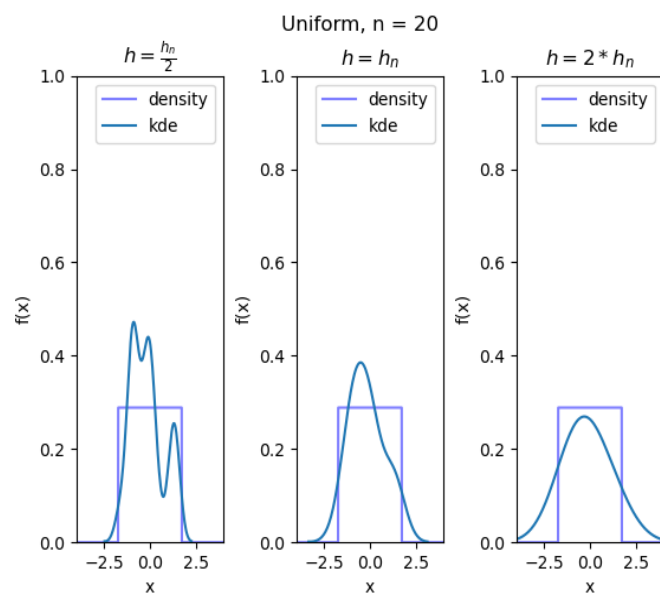 Uniform, n = 20
h = h_n/2
h = h_n
h = 2 * h_n
density
kde
density
kde
density
kde
f(x)
1.0
0.8
0.6
0.4
0.2
0.0
−2.5 0.0 2.5
x
f(x)
1.0
0.8
0.6
0.4
0.2
0.0
−2.5 0.0 2.5
x
f(x)
1.0
0.8
0.6
0.4
0.2
0.0
−2.5 0.0 2.5
x